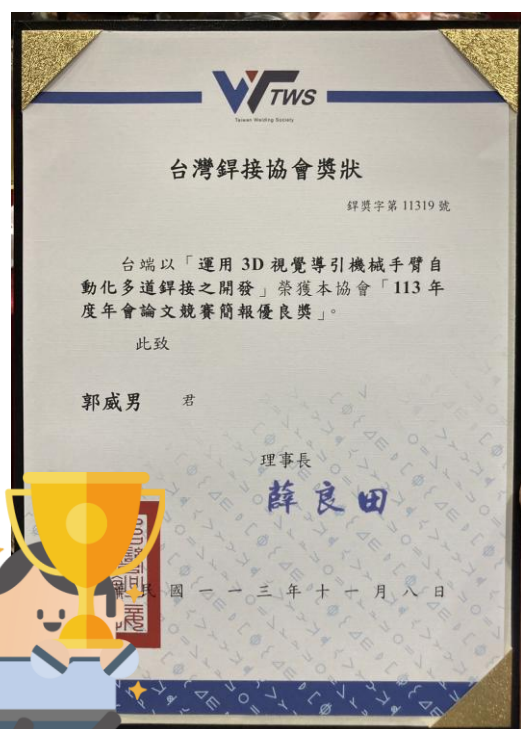 TWS
Taiwan Welding Society
台灣銲接協會獎狀
銲獎字第 11319 號
台端以「運用 3D 視覺導引機械手臂自
動化多道銲接之開發」榮獲本協會「113 年
度年會論文競賽簡報優良獎」。
此致
郭威男 君
理事長
薛良田
民國一一三年十一月八日